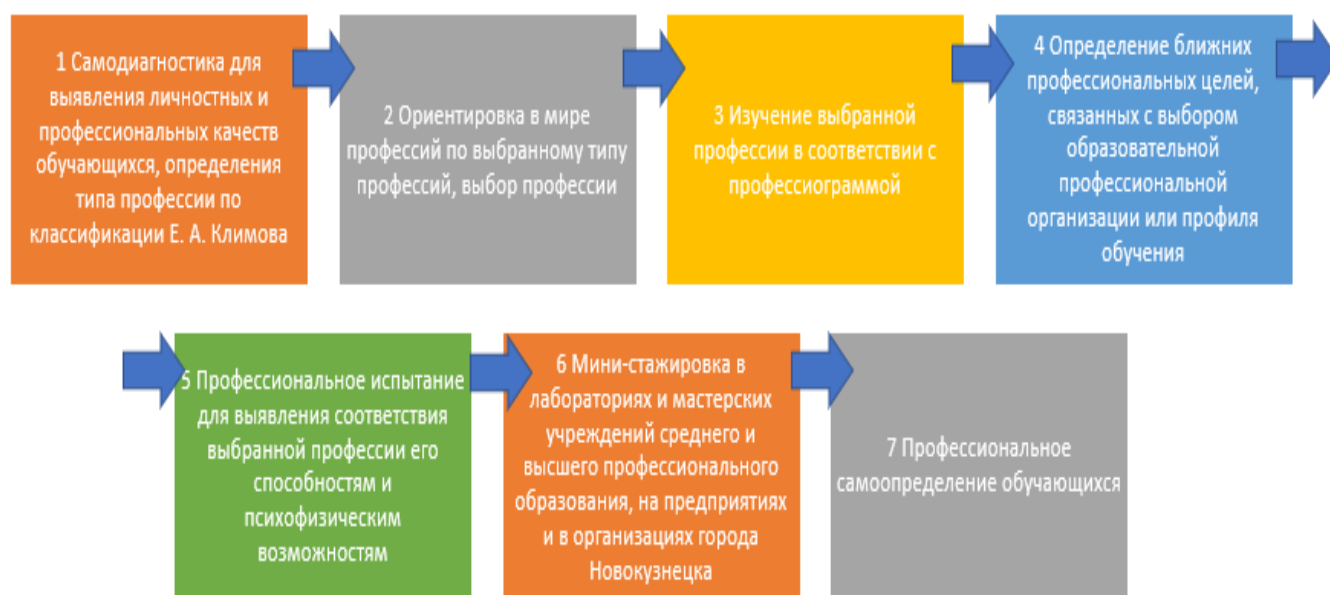 1 Самодиагностика для
выявления личностных и
профессиональных качеств
обучающихся, определения
типа профессии по
классификации Е. А. Климова
2 Ориентировка в мире
профессий по выбранному типу
профессий, выбор профессии
3 Изучение выбранной
профессии в соответствии с
профессиограммой
4 Определение ближних
профессиональных целей,
связанных с выбором
образовательной
профессиональной
организации или профиля
обучения
5 Профессиональное испытание
для выявления соответствия
выбранной профессии его
способностям и
психофизическим
возможностям
6 Мини-стажировка в
лабораториях и мастерских
учреждений среднего и
высшего профессионального
образования, на предприятиях
и в организациях города
Новокузнецка
7 Профессиональное
самоопределение обучающихся